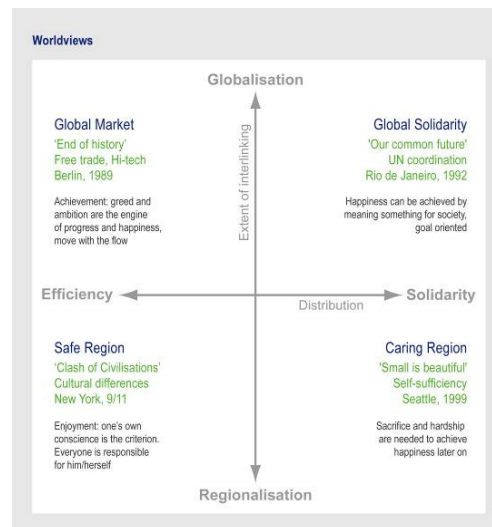 Worldviews
Globalisation
Global Market
'End of history'
Free trade, Hi-tech
Berlin, 1989
Achievement: greed and
ambition are the engine
of progress and happiness,
move with the flow
Extent of interlinking
Global Solidarity
'Our common future'
UN coordination
Rio de Janeiro, 1992
Happiness can be achieved by
meaning something for society,
goal oriented
Efficiency
Solidarity
Distribution
Safe Region
'Clash of Civilisations'
Cultural differences
New York, 9/11
Enjoyment: one's own
conscience is the criterion.
Everyone is responsible
for him/herself
Caring Region
'Small is beautiful'
Self-sufficiency
Seattle, 1999
Sacrifice and hardship
are needed to achieve
happiness later on
Regionalisation